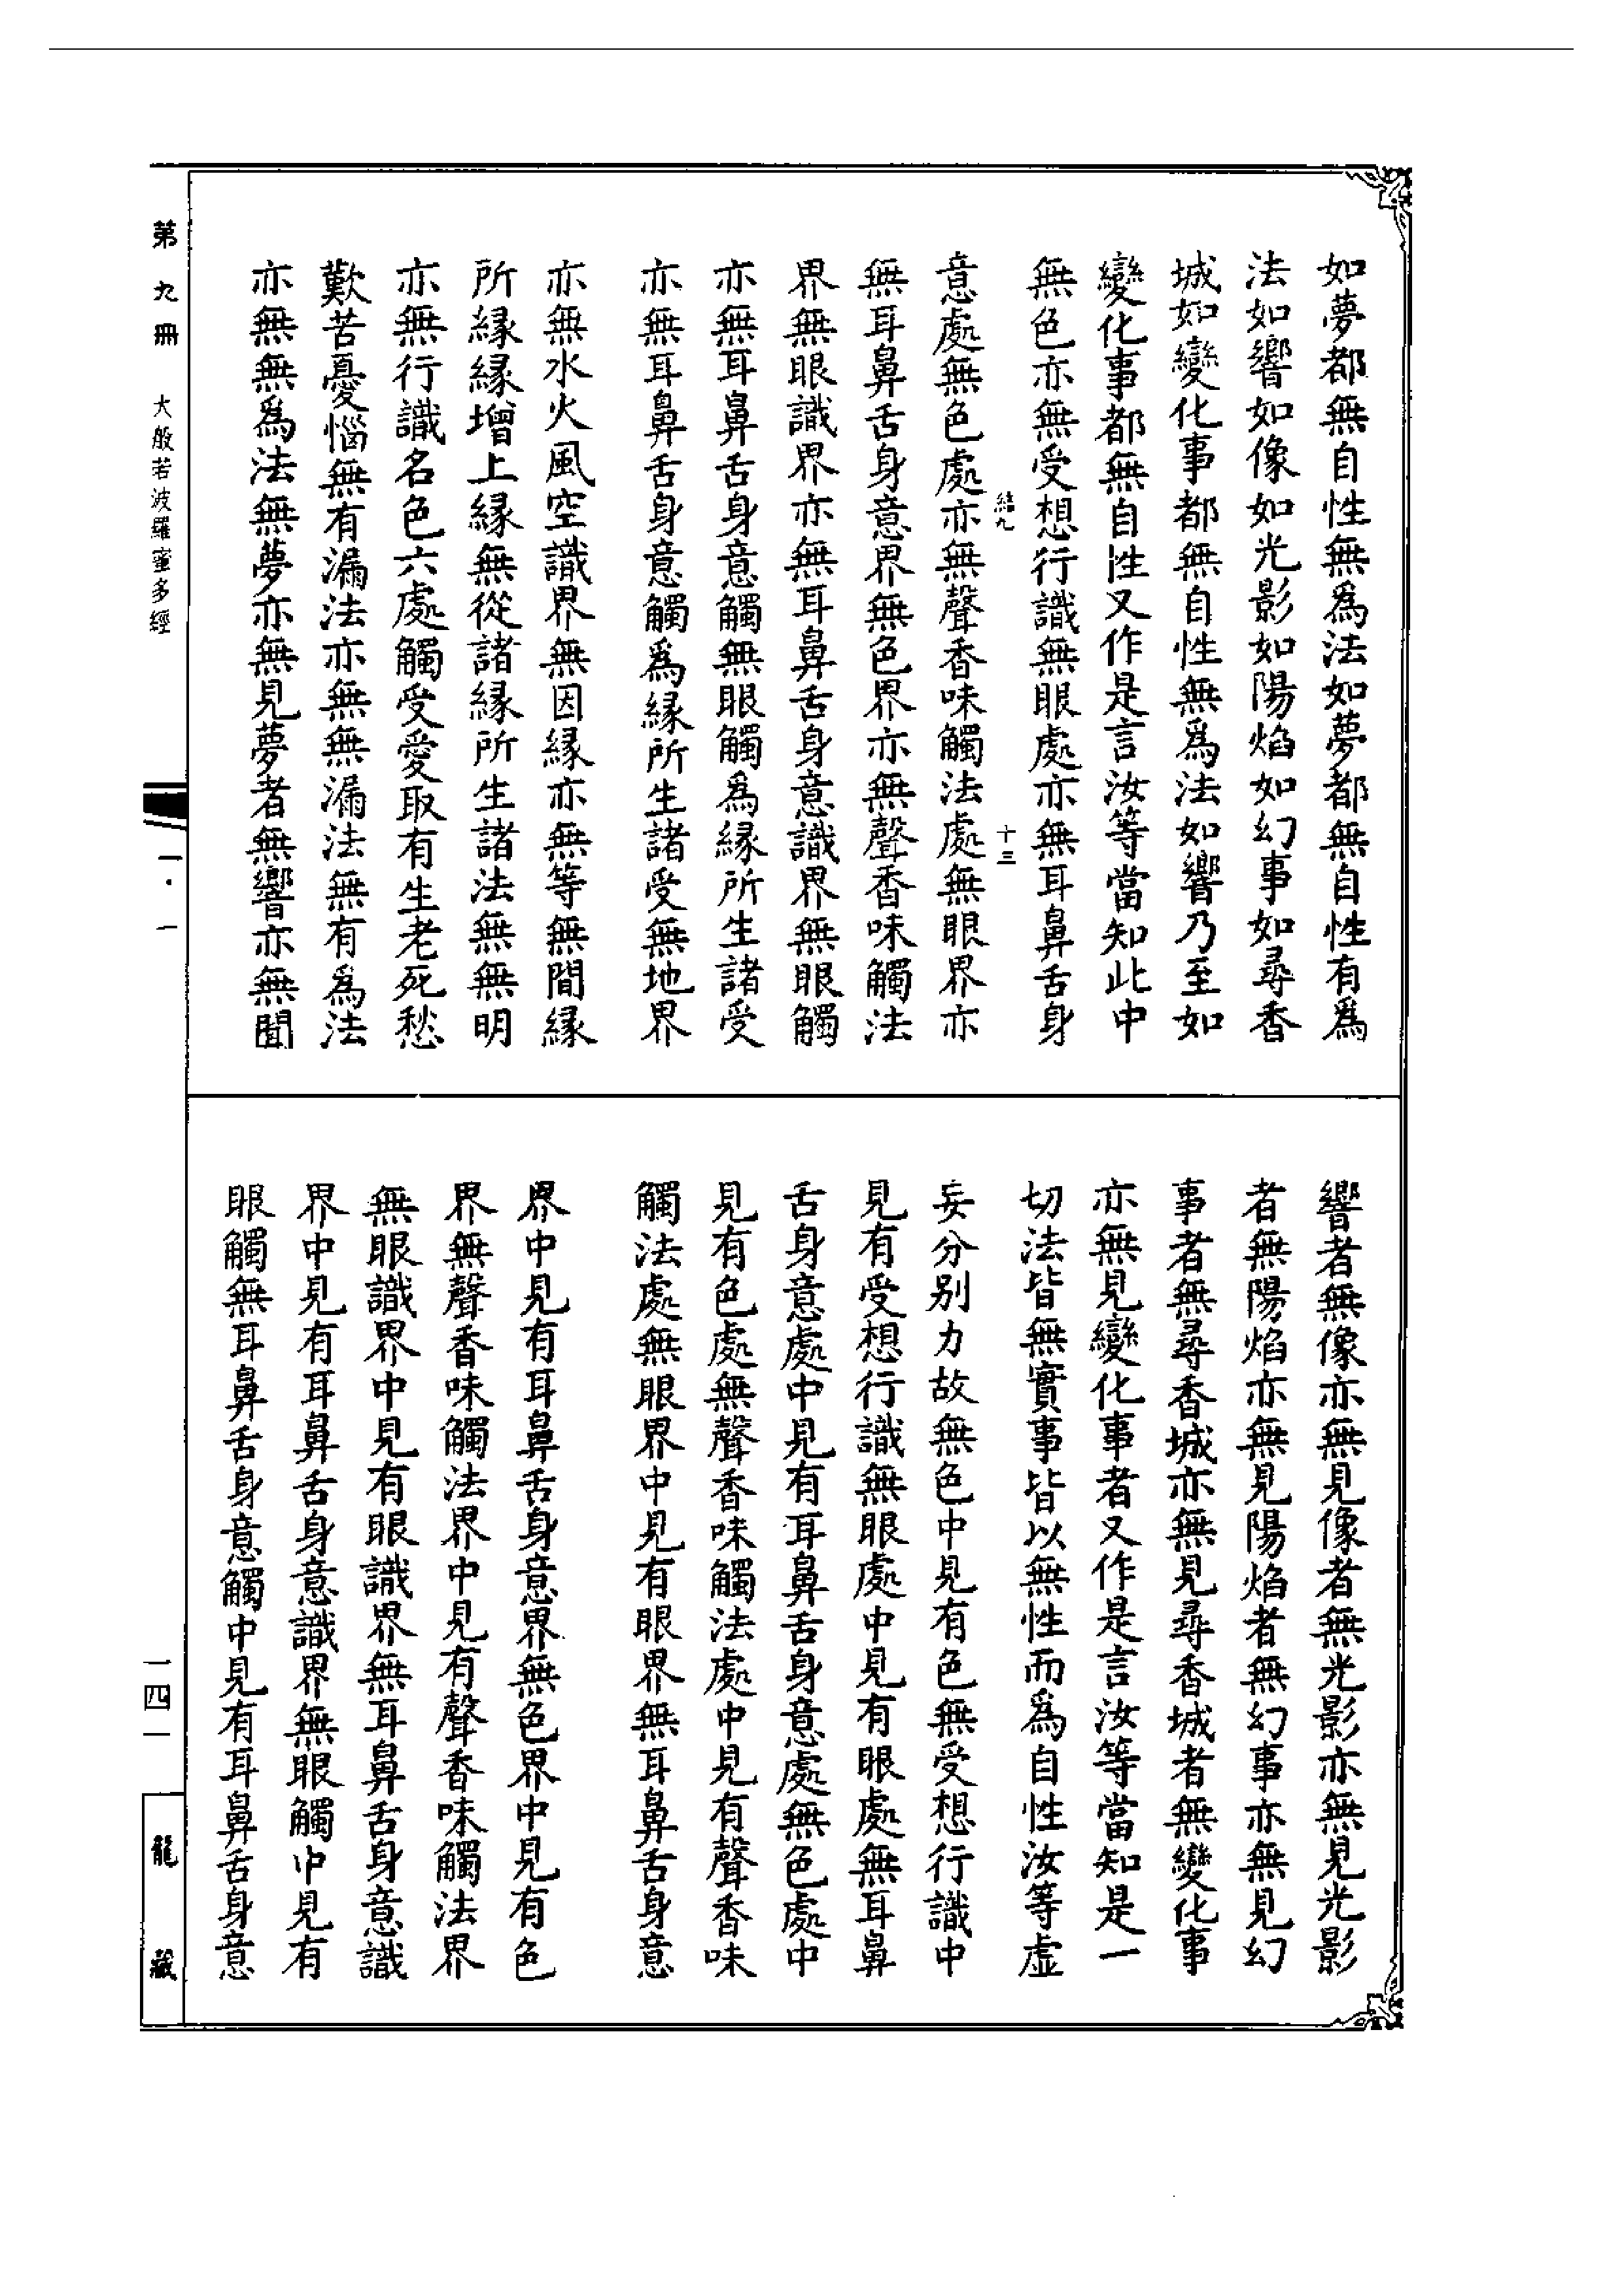 如夢都無自性無爲法如夢都無自性有爲
法如響如像如光影如陽焰如幻事如尋香
城如變化事都無自性無爲法如響乃至如
變化事都無自性又作是言汝等當知此中
無色亦無受想行識無眼處亦無耳鼻舌身
十三
意處無色處亦無聲香味觸法處無眼界亦
無耳鼻舌身意界無色界亦無聲香味觸法
界無眼識界亦無耳鼻舌身意識界無眼觸
亦無耳鼻舌身意觸無眼觸爲緣所生諸受
亦無耳鼻舌身意觸爲緣所生諸受無地界
亦無水火風空識界無因緣亦無等無間緣
所緣緣增上緣無從諸緣所生諸法無無明
亦無行識名色六處觸受愛取有生老死愁
歎苦憂惱無有漏法亦無無漏法無有爲法
亦無無爲法無夢亦無見夢者無響亦無聞
響者無像亦無見像者無光影亦無見光影
者無陽焰亦無見陽焰者無幻事亦無見幻
事者無尋香城亦無見尋香城者無變化事
亦無見變化事者又作是言汝等當知是一
切法皆無實事皆以無性而爲自性汝等虛
妄分别力故無色中見有色無受想行識中
見有受想行識無眼處中見有眼處無耳鼻
舌身意處中見有耳鼻舌身意處無色處中
見有色處無聲香味觸法處中見有聲香味
觸法處無眼界中見有眼界無耳鼻舌身意
界中見有耳鼻舌身意界無色界中見有色
界無聲香味觸法界中見有聲香味觸法界
無眼識界中見有眼識界無耳鼻舌身意識
界中見有耳鼻舌身意識界無眼觸中見有
眼觸無耳鼻舌身意觸中見有耳鼻舌身意
第九冊 大般若波羅蜜多經
一·一
一四一
龍藏